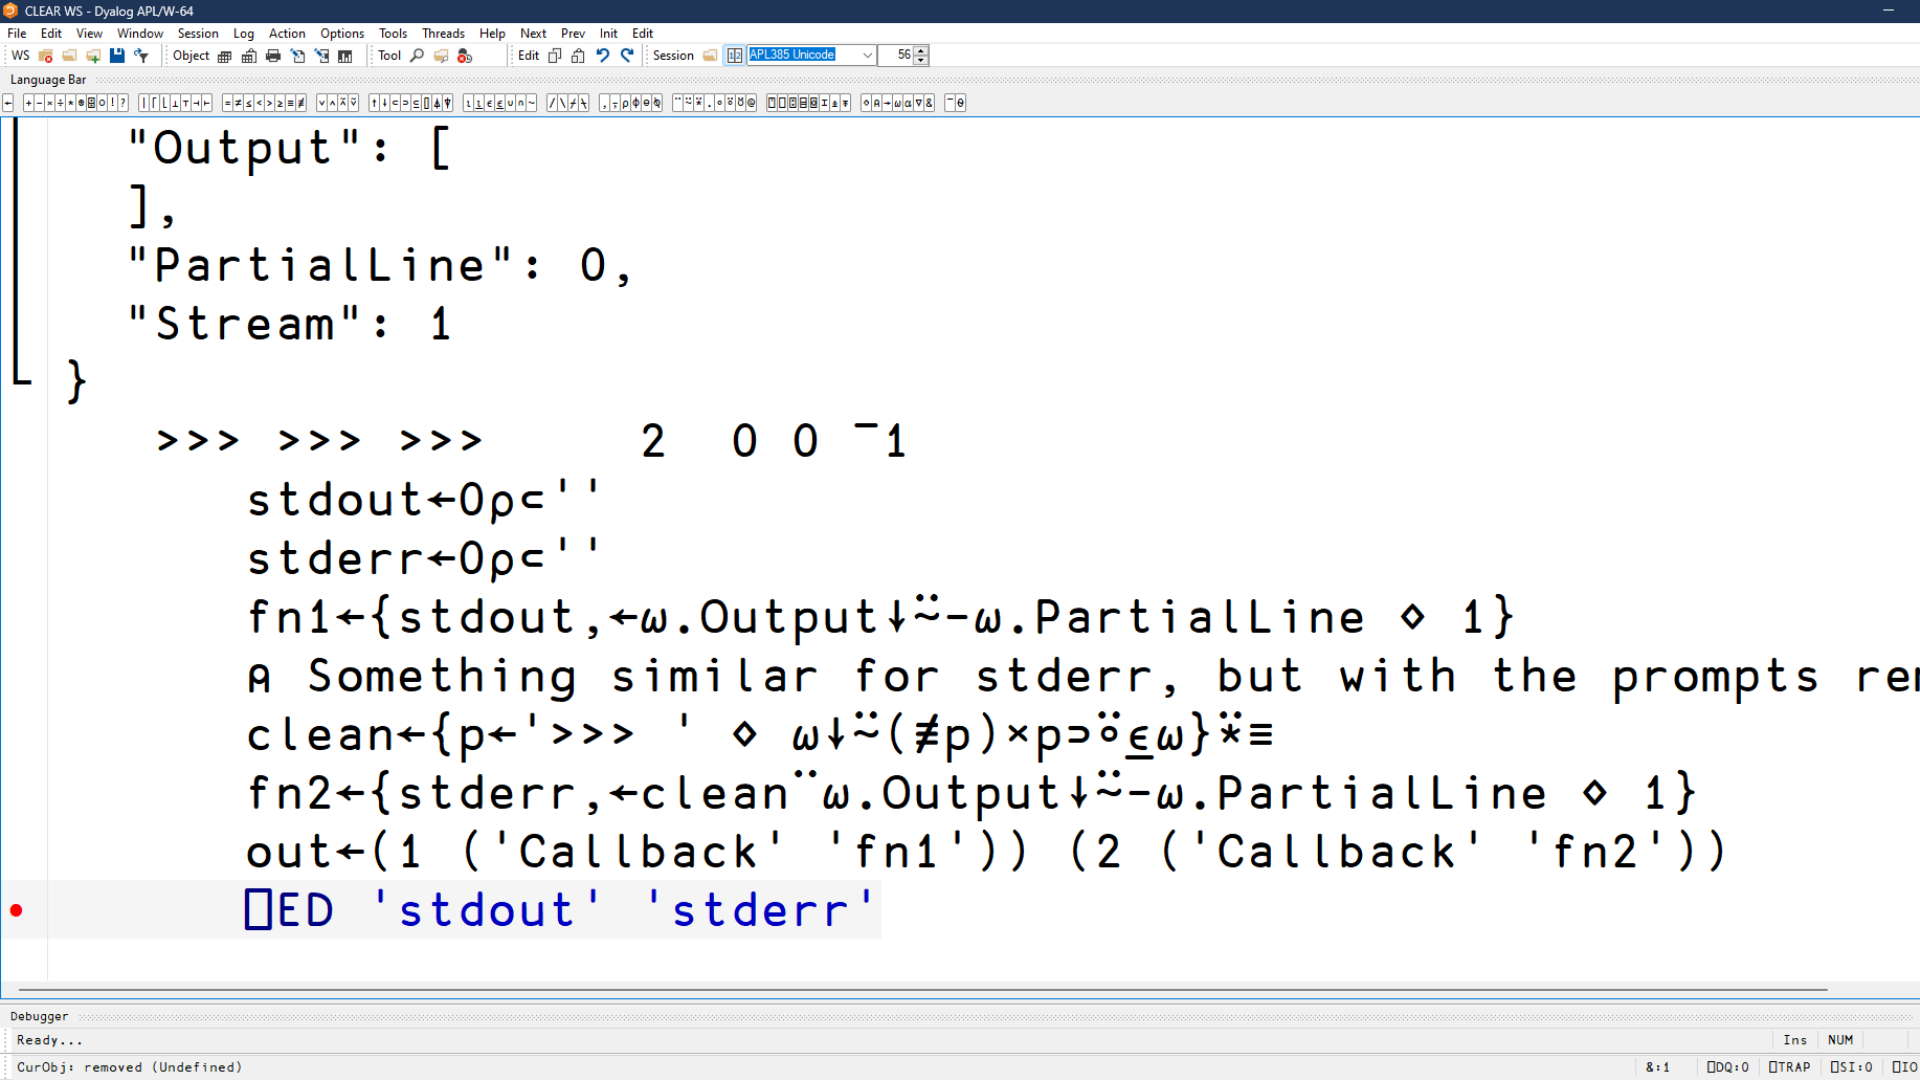 CLEAR WS - Dyalog APL/W-64
File Edit View Window Session Log Action Options Tools Threads Help Next Prev Init Edit
WS Object Tool Edit Session APL385 Unicode 56
Language Bar
"Output": [
],
"PartialLine": 0,
"Stream": 1
}
>>> >>> >>> 2 0 0 ¯1
stdout←0⍴⊂''
stderr←0⍴⊂''
fn1←{stdout,←⍵.Output↓⍨-⍵.PartialLine ⋄ 1}
⍝ Something similar for stderr, but with the prompts
clean←{p←'>>> ' ⋄ ⍵↓⍨(≢p)×p⊃⍤⍷⍵}⍣≡
fn2←{stderr,←clean¨⍵.Output↓⍨-⍵.PartialLine ⋄ 1}
out←(1 ('Callback' 'fn1')) (2 ('Callback' 'fn2'))
⎕ED 'stdout' 'stderr'
Debugger
Ready...
Ins NUM
CurObj: removed (Undefined)
&:1 ⎕DQ:0 ⎕TRAP ⎕SI:0 ⎕IO